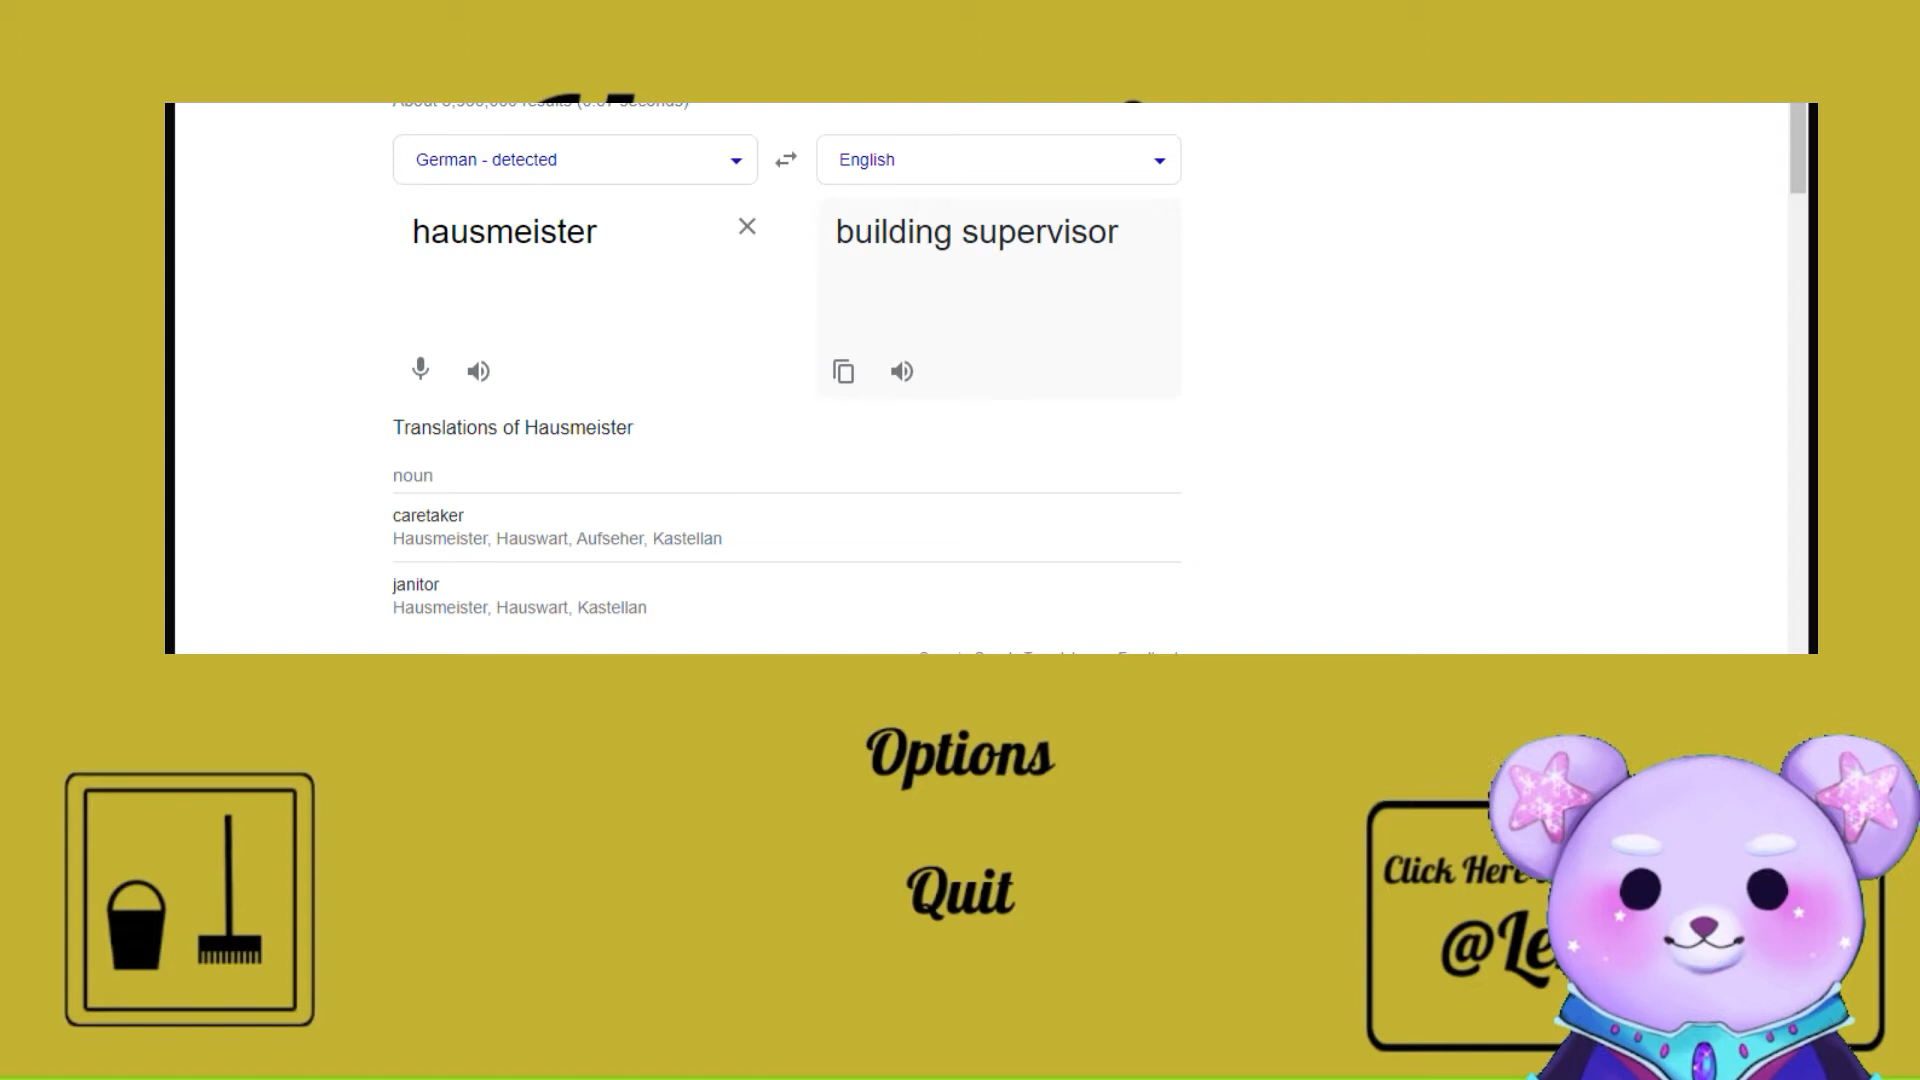 German - detected
English
hausmeister
building supervisor
Translations of Hausmeister
noun
caretaker
Hausmeister, Hauswart, Aufseher, Kastellan
janitor
Hausmeister, Hauswart, Kastellan
Options
Quit
Click Here